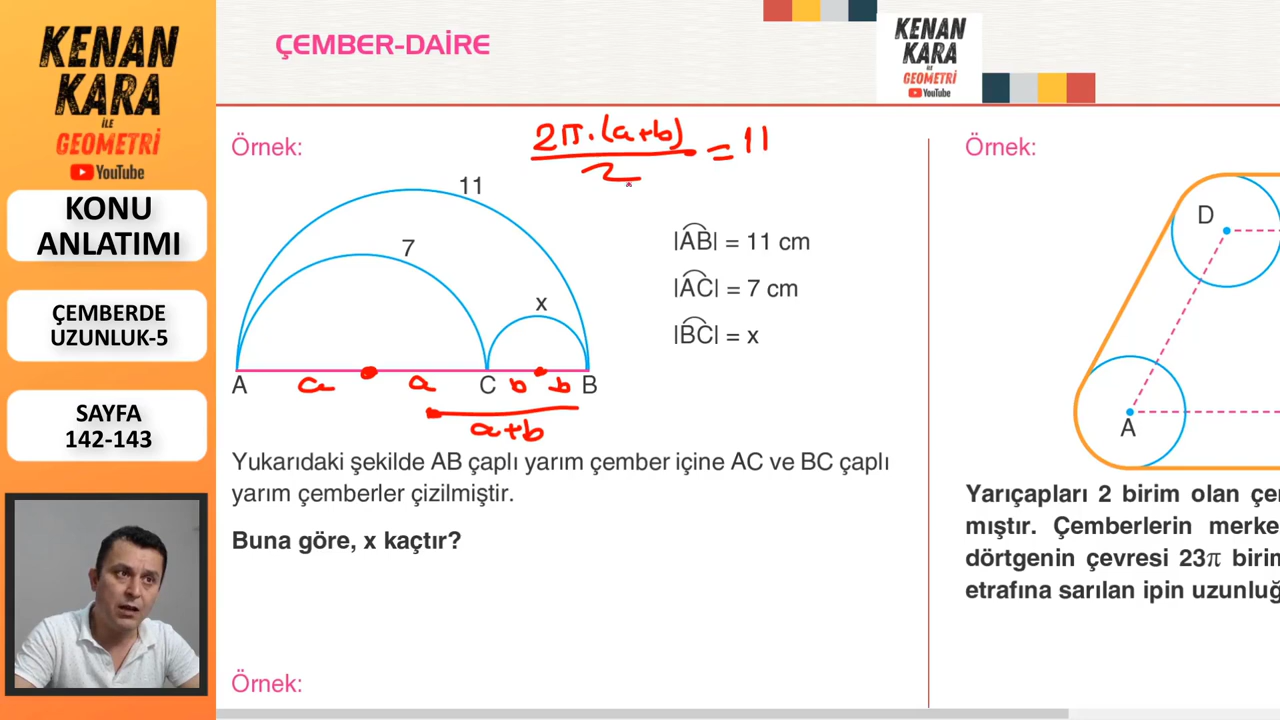 KENAN
KARA
İLE
GEOMETRİ
YouTube
KONU
ANLATIMI
ÇEMBERDE
UZUNLUK-5
SAYFA
142-143
ÇEMBER-DAİRE
KENAN
KARA
İLE
GEOMETRİ
YouTube
Örnek:
2π.(a+b)/2 = 11
11
7
x
A
a
a
C
b
b
B
a+b
|AB| = 11 cm
|AC| = 7 cm
|BC| = x
Yukarıdaki şekilde AB çaplı yarım çember içine AC ve BC çaplı
yarım çemberler çizilmiştir.
Buna göre, x kaçtır?
Örnek:
Örnek:
D
A
Yarıçapları 2 birim olan çe
mıştır. Çemberlerin merke
dörtgenin çevresi 23π birim
etrafına sarılan ipin uzunluğ